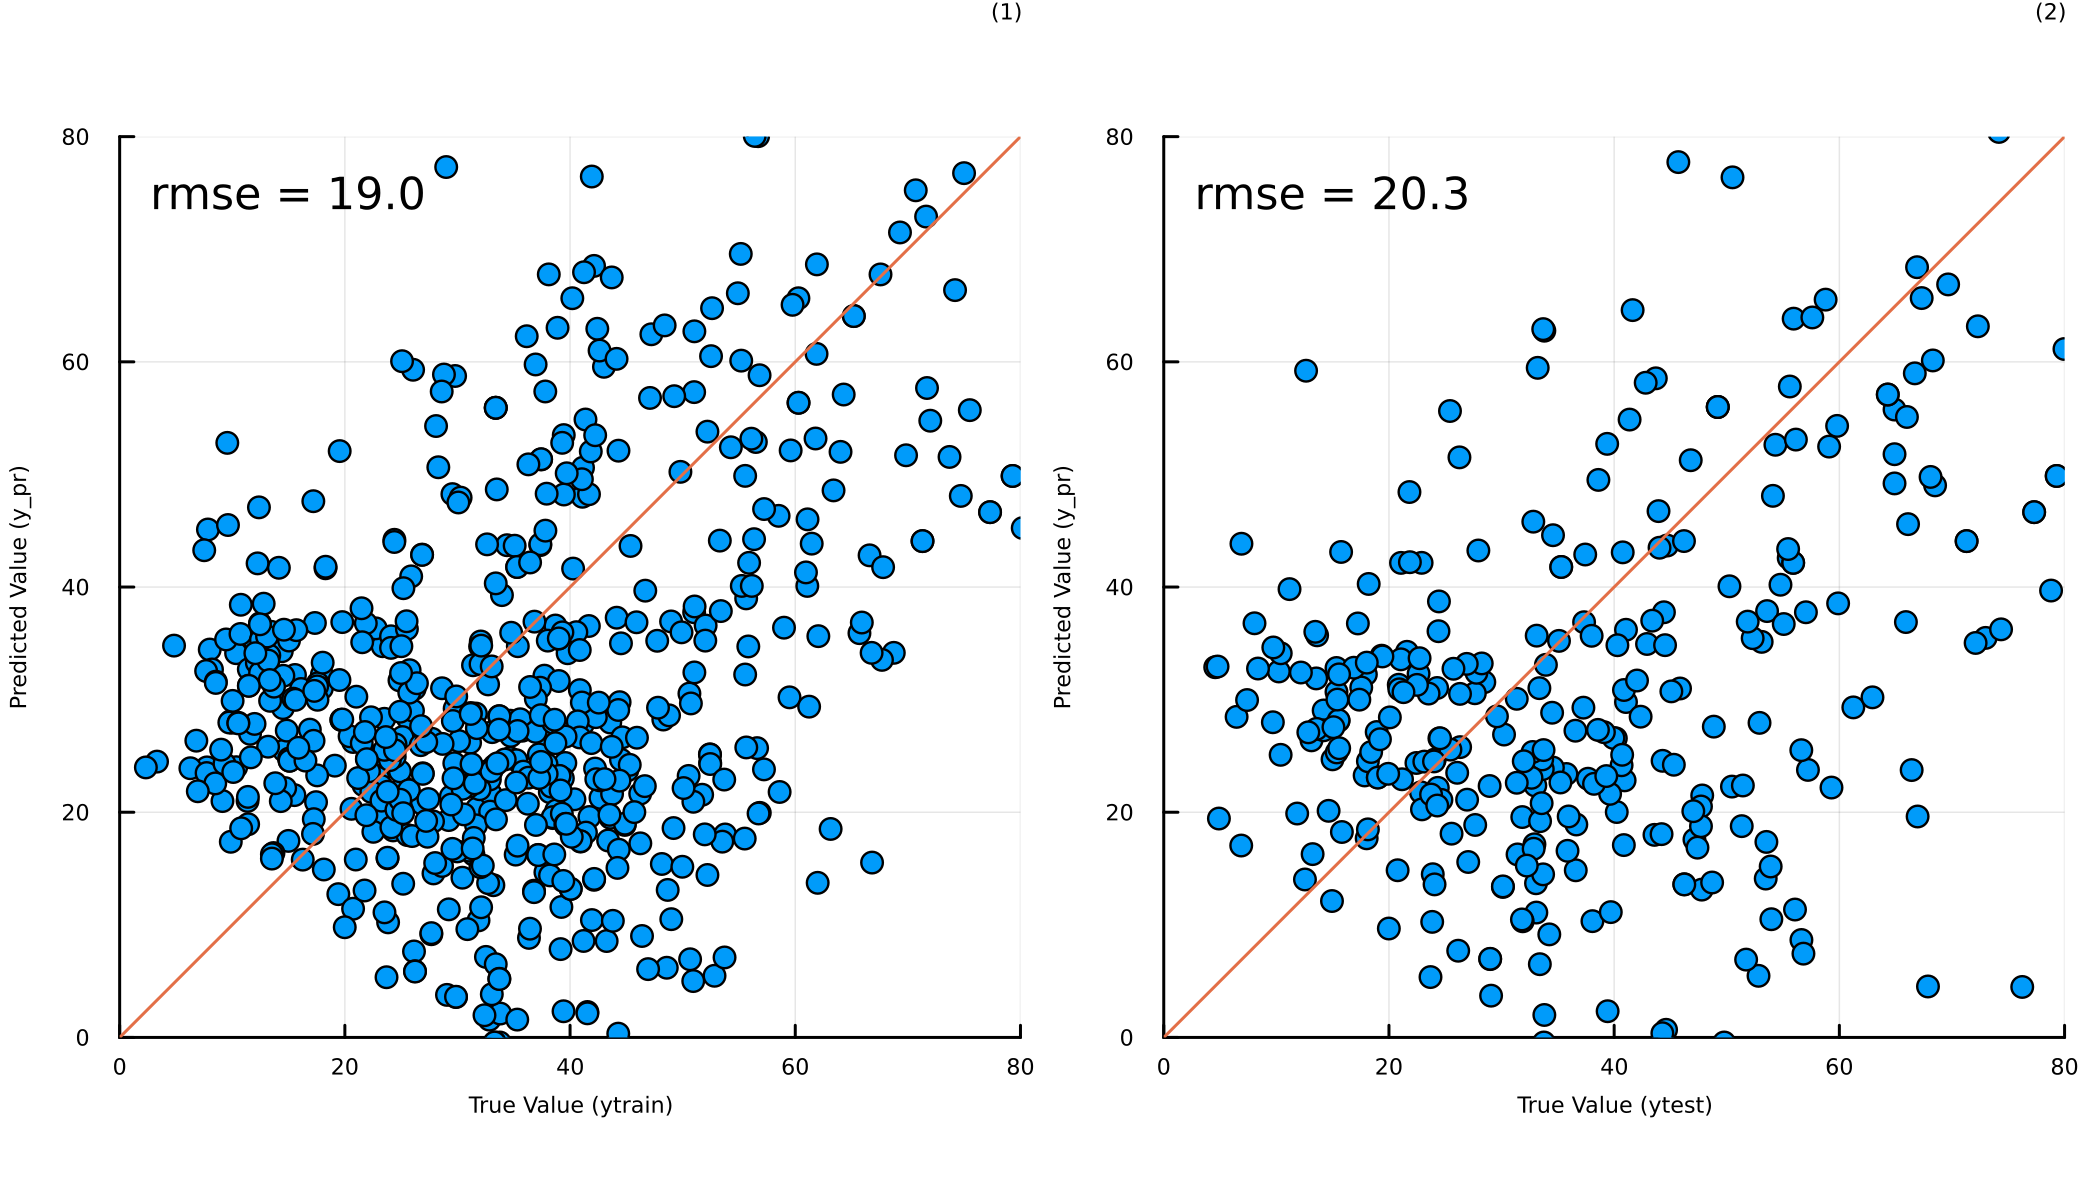 (1)
rmse = 19.0
Predicted Value (y_pr)
80
60
40
20
0
0 20 40 60 80
True Value (ytrain)
(2)
rmse = 20.3
Predicted Value (y_pr)
80
60
40
20
0
0 20 40 60 80
True Value (ytest)